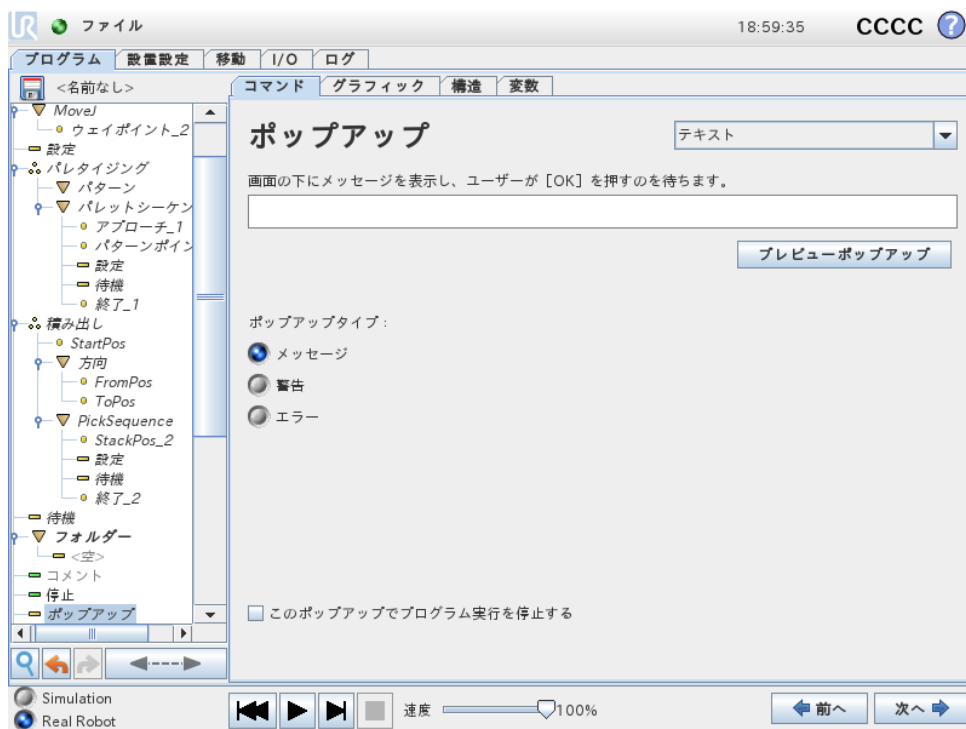 UR ファイル 18:59:35 CCCC ?
プログラム 設置設定 移動 I/O ログ
<名前なし>
コマンド グラフィック 構造 変数
MoveJ
ウェイポイント_2
設定
パレタイジング
パターン
パレットシーケン
アプローチ_1
パターンポイン
設定
待機
終了_1
積み出し
StartPos
方向
FromPos
ToPos
PickSequence
StackPos_2
設定
待機
終了_2
待機
フォルダー
<空>
コメント
停止
ポップアップ
ポップアップ
テキスト
画面の下にメッセージを表示し、ユーザーが［OK］を押すのを待ちます。
プレビューポップアップ
ポップアップタイプ :
メッセージ
警告
エラー
このポップアップでプログラム実行を停止する
Simulation
Real Robot
速度 100%
前へ
次へ